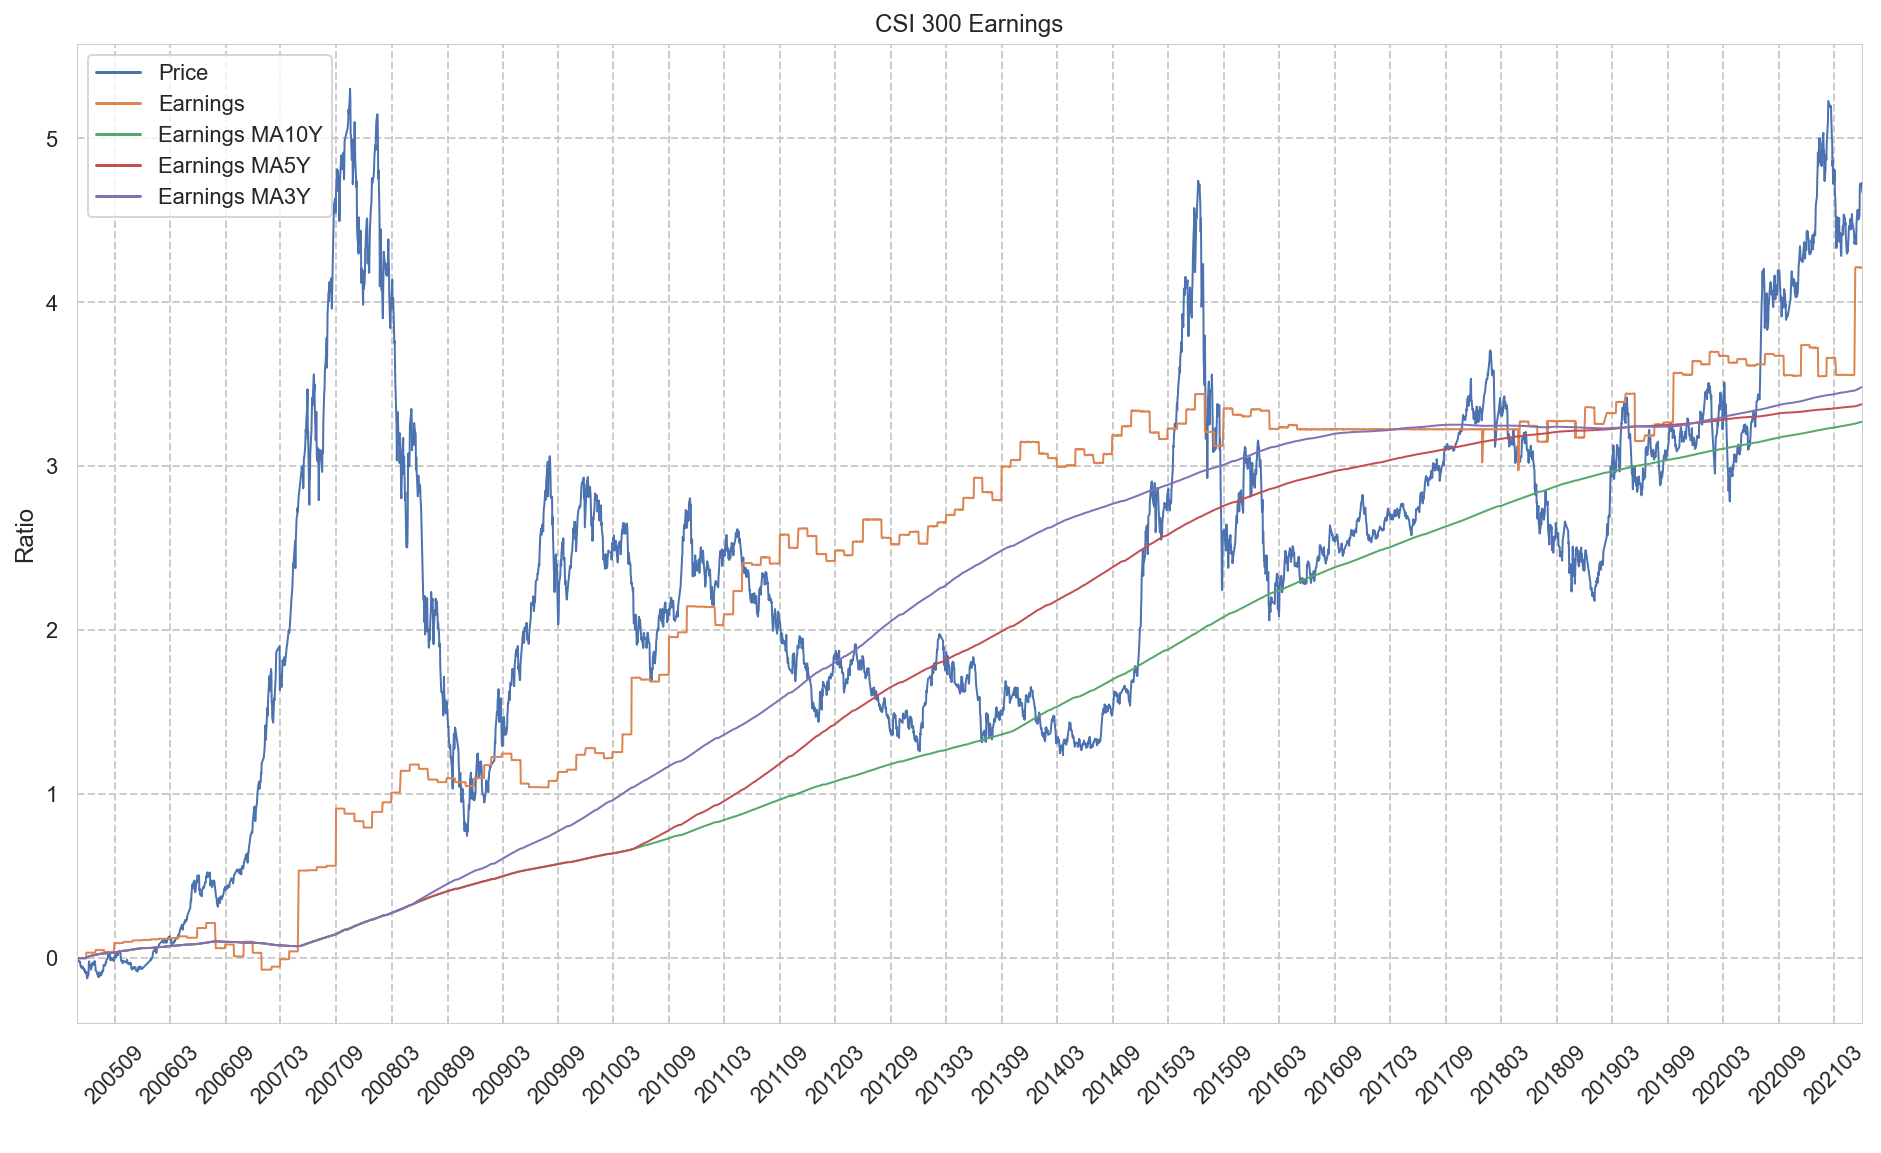 CSI 300 Earnings
Price
Earnings
Earnings MA10Y
Earnings MA5Y
Earnings MA3Y
5
4
3
2
1
0
Ratio
200509 200603 200609 200703 200709 200803 200809 200903 200909 201003 201009 201103 201109 201203 201209 201303 201309 201403 201409 201503 201509 201603 201609 201703 201709 201803 201809 201903 201909 202003 202009 202103